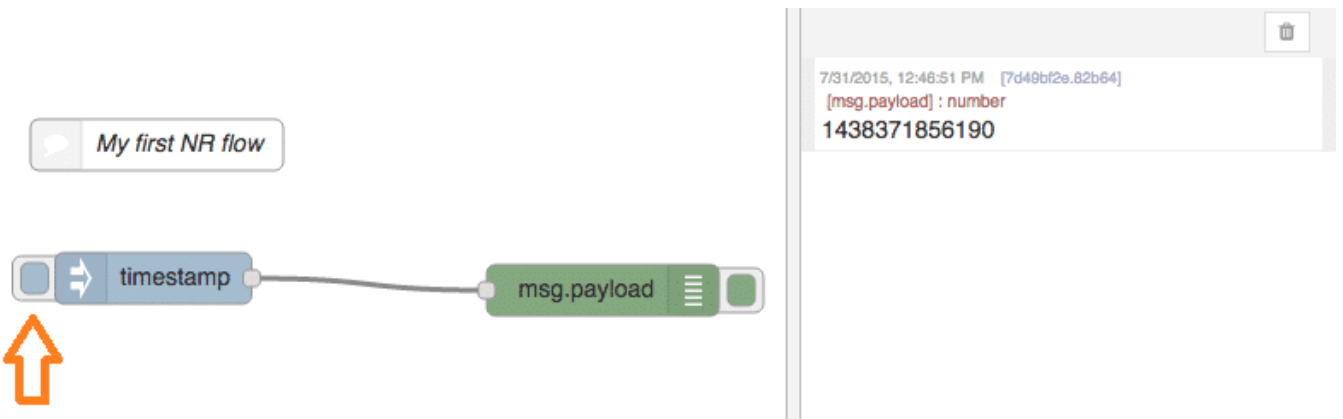 My first NR flow
timestamp
msg.payload
7/31/2015, 12:46:51 PM [7d49bf2e.82b64]
[msg.payload] : number
1438371856190